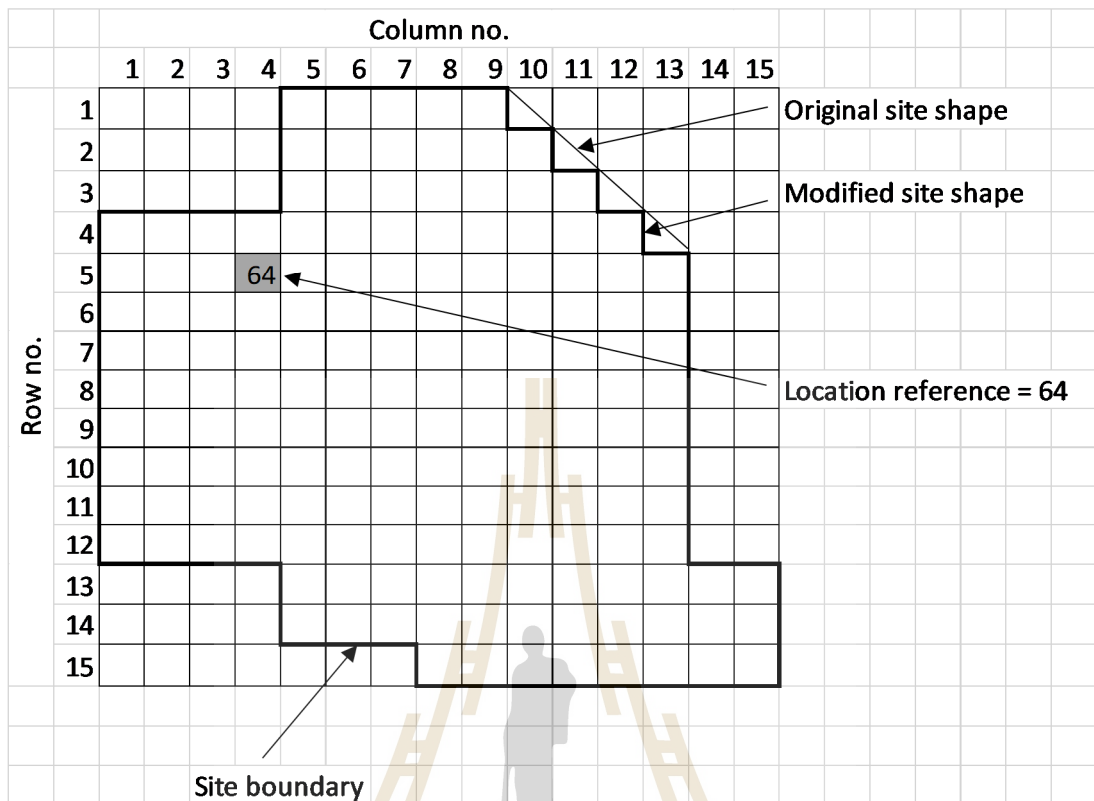 Column no.
1 2 3 4 5 6 7 8 9 10 11 12 13 14 15
1
Original site shape
2
3
Modified site shape
4
5
64
6
7
8
Location reference = 64
Row no.
9
10
11
12
13
14
15
Site boundary